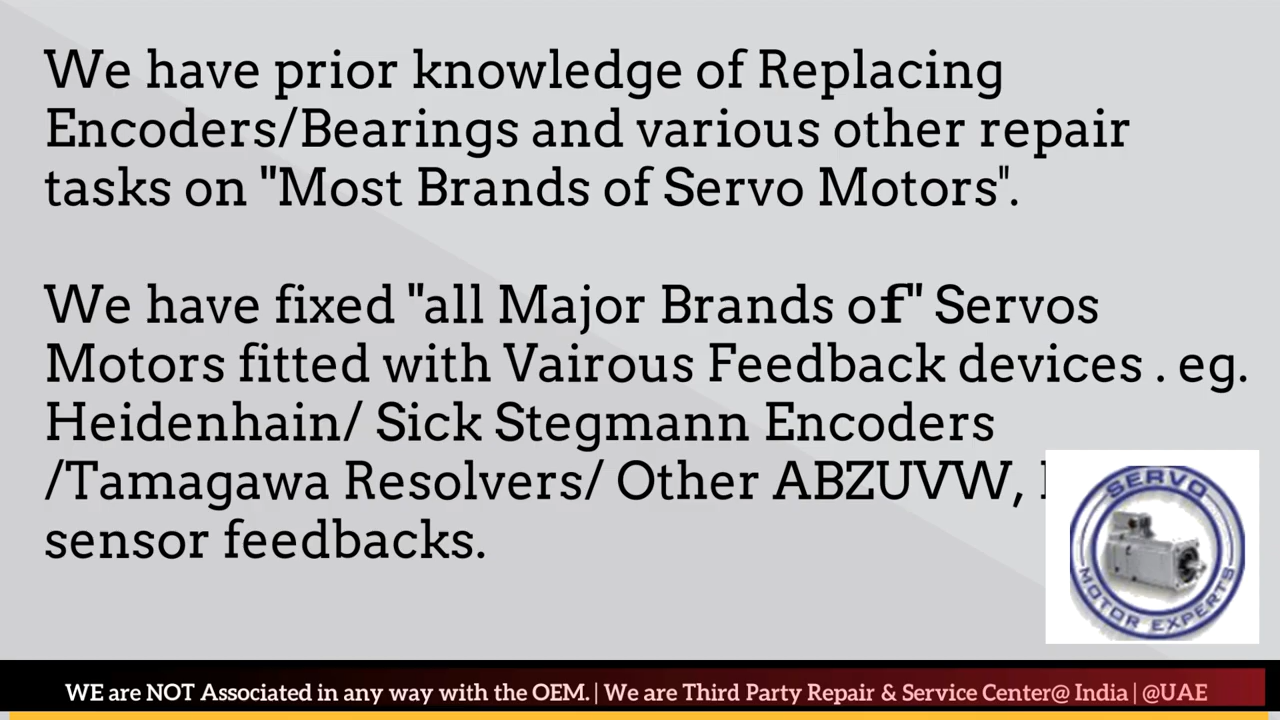 We have prior knowledge of Replacing
Encoders/Bearings and various other repair
tasks on "Most Brands of Servo Motors".
We have fixed "all Major Brands of" Servos
Motors fitted with Vairous Feedback devices . eg.
Heidenhain/ Sick Stegmann Encoders
/Tamagawa Resolvers/ Other ABZUVW,
sensor feedbacks.
SERVO
MOTOR EXPERTS
WE are NOT Associated in any way with the OEM. | We are Third Party Repair & Service Center@ India | @UAE